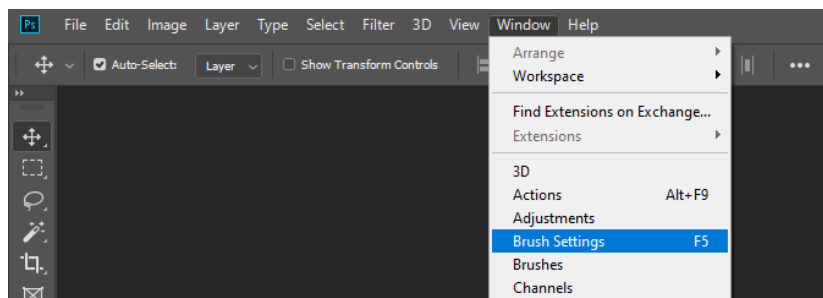 Ps File Edit Image Layer Type Select Filter 3D View Window Help
Auto-Select: Layer Show Transform Controls
Arrange
Workspace
Find Extensions on Exchange...
Extensions
3D
Actions Alt+F9
Adjustments
Brush Settings F5
Brushes
Channels